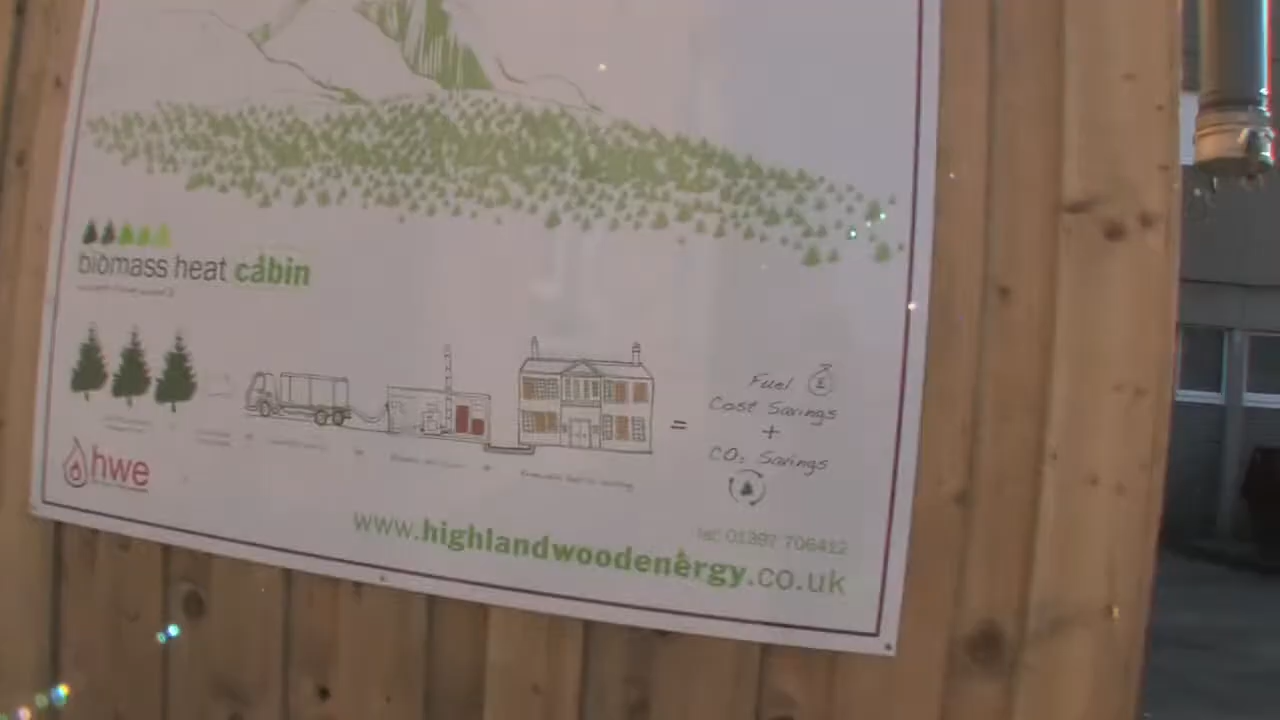 biomass heat cabin
=
Fuel £
Cost Savings
+
CO₂ Savings
hwe
tel: 01397 706412
www.highlandwoodenergy.co.uk